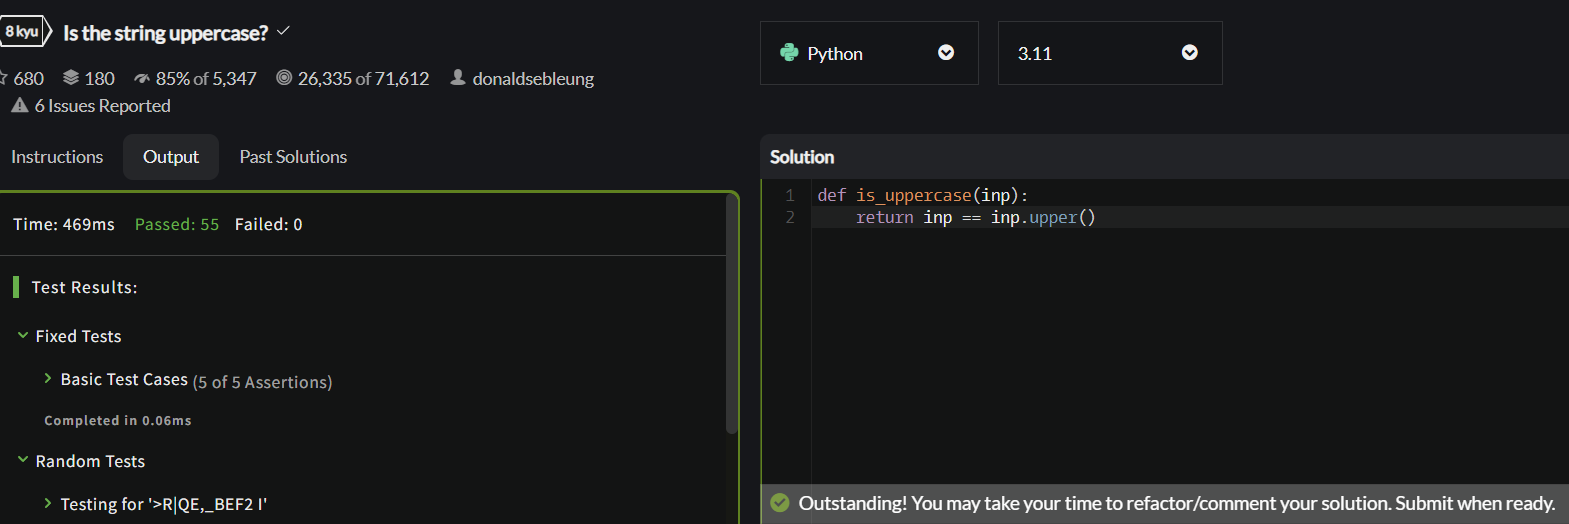 8 kyu Is the string uppercase?
680 180 85% of 5,347 26,335 of 71,612 donaldsebleung
6 Issues Reported
Python 3.11
Instructions Output Past Solutions
Time: 469ms Passed: 55 Failed: 0
Test Results:
Fixed Tests
Basic Test Cases (5 of 5 Assertions)
Completed in 0.06ms
Random Tests
Testing for '>R|QE,_BEF2 I'
Solution
1 def is_uppercase(inp):
2 return inp == inp.upper()
Outstanding! You may take your time to refactor/comment your solution. Submit when ready.